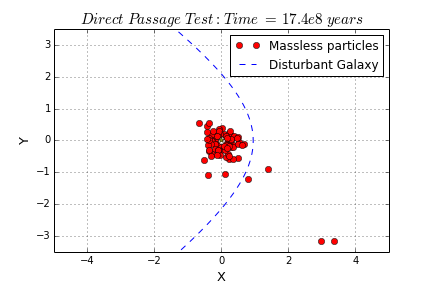 Direct Passage Test: Time = 17.4e8 years
Massless particles
Disturbant Galaxy
3
2
1
0
−1
−2
−3
Y
−4
−2
0
2
4
X